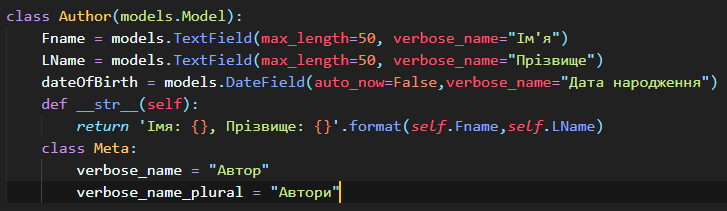 class Author(models.Model):
    Fname = models.TextField(max_length=50, verbose_name="Ім'я")
    LName = models.TextField(max_length=50, verbose_name="Прізвище")
    dateOfBirth = models.DateField(auto_now=False,verbose_name="Дата народження")
    def __str__(self):
        return 'Імя: {}, Прізвище: {}'.format(self.Fname,self.LName)
    class Meta:
        verbose_name = "Автор"
        verbose_name_plural = "Автори"